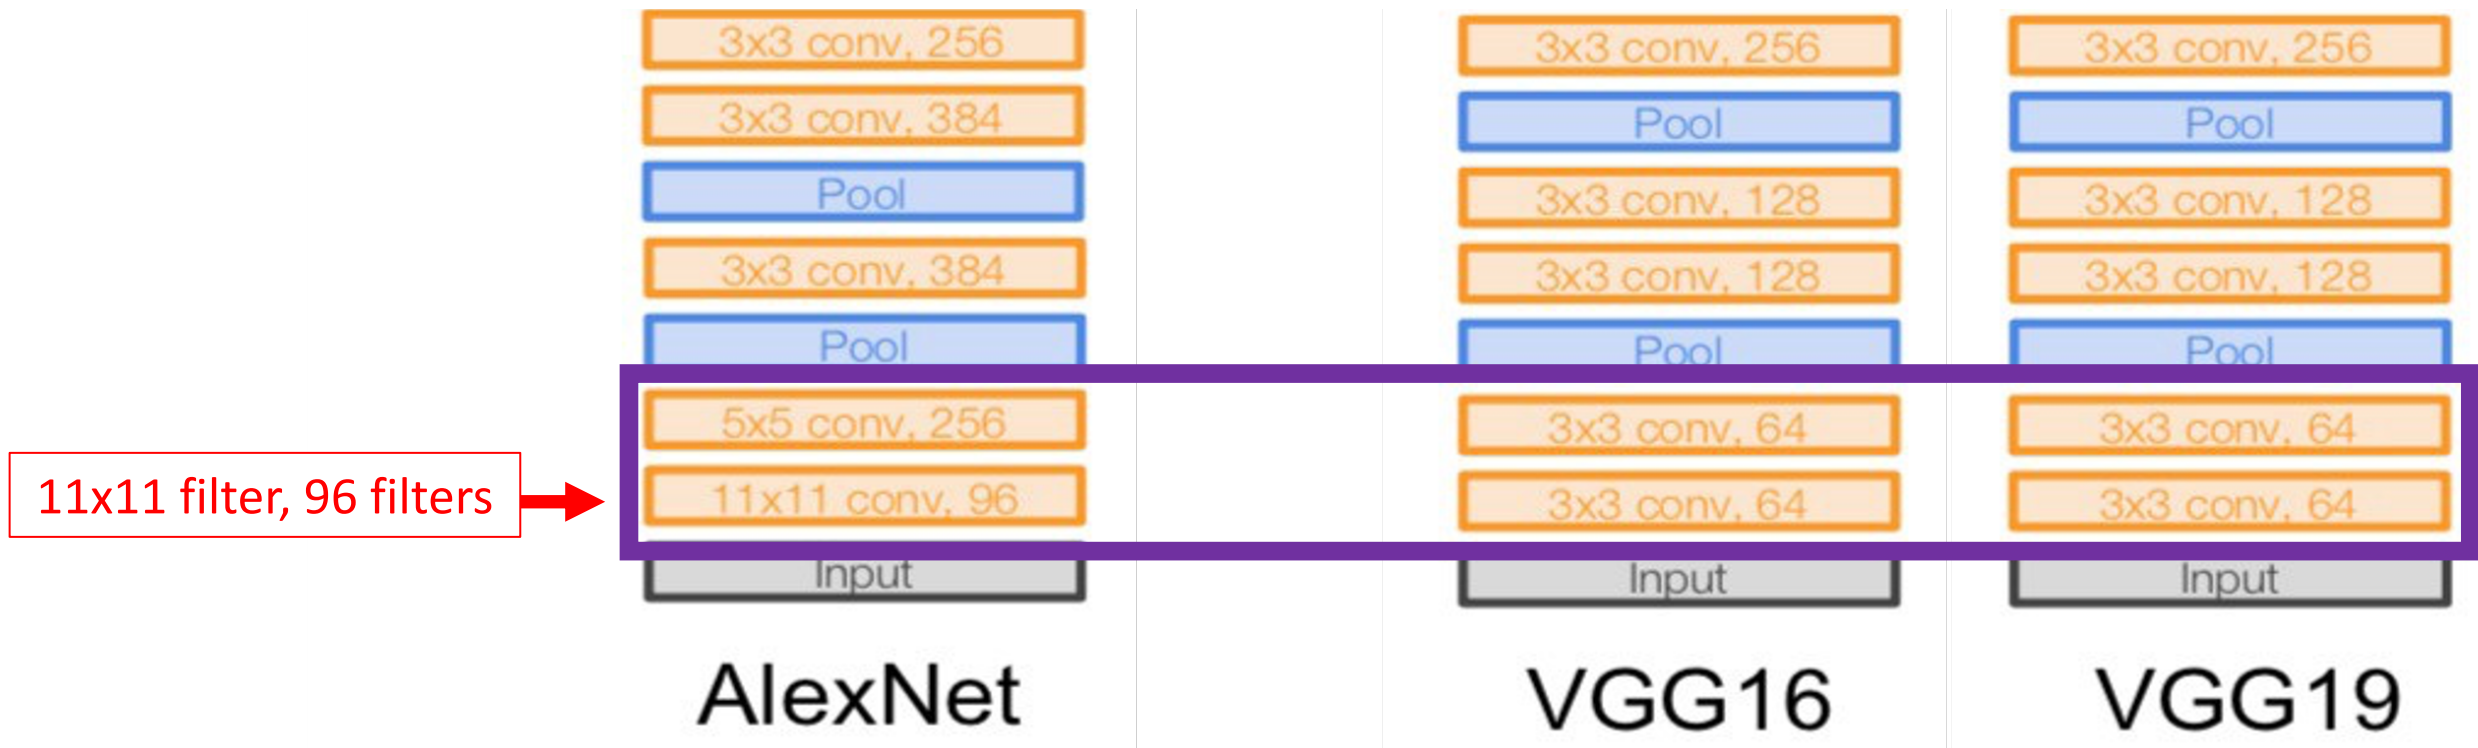 3x3 conv, 256
3x3 conv, 384
Pool
3x3 conv, 384
Pool
5x5 conv, 256
11x11 conv, 96
Input
AlexNet
11x11 filter, 96 filters
3x3 conv, 256
Pool
3x3 conv, 128
3x3 conv, 128
Pool
3x3 conv, 64
3x3 conv, 64
Input
VGG16
3x3 conv, 256
Pool
3x3 conv, 128
3x3 conv, 128
Pool
3x3 conv, 64
3x3 conv, 64
Input
VGG19